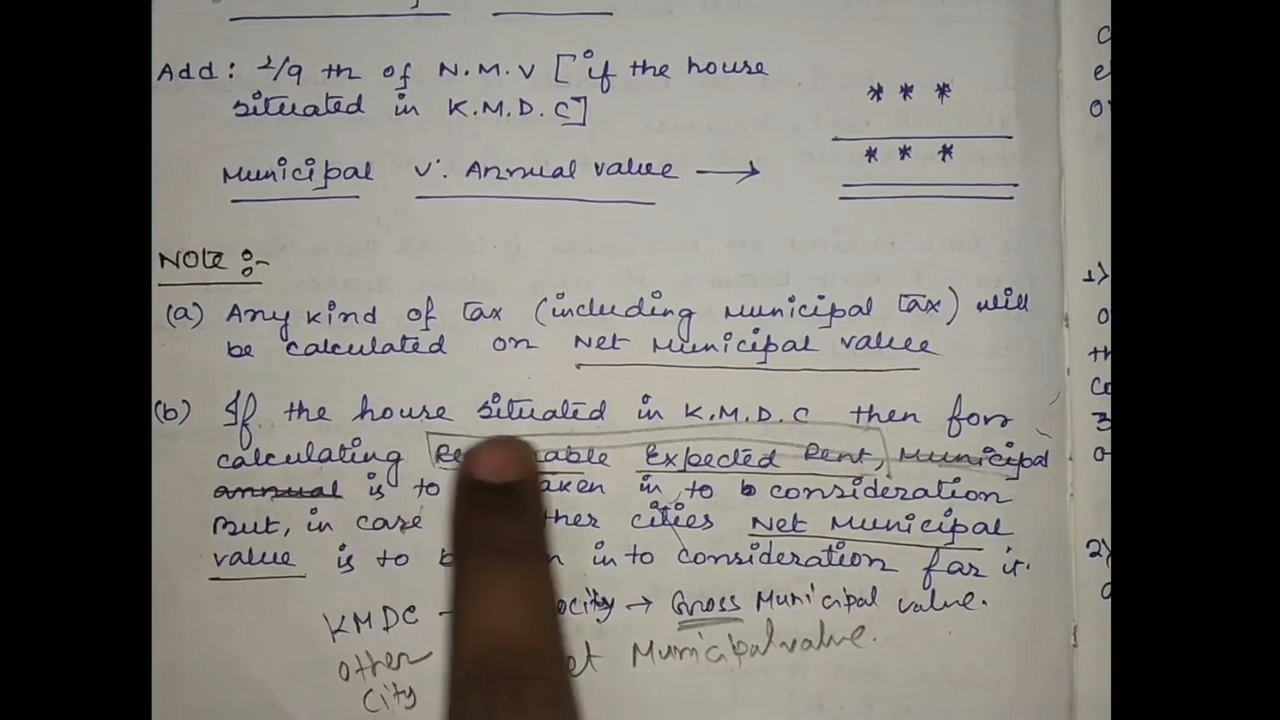 Add: 1/9 th of N.M.V [if the house
situated in K.M.D.C]
* * *
Municipal V. Annual value → * * *
Note :-
(a) Any kind of tax (including Municipal tax) will
be calculated on Net Municipal value
(b) If the house situated in K.M.D.C then for
calculating Expected Rent, Municipal
annual is to taken in to consideration
But, in case cities Net Municipal
value is to in to consideration for it.
KMDC city → Gross Municipal value.
other Municipal value.
City
1)
2)